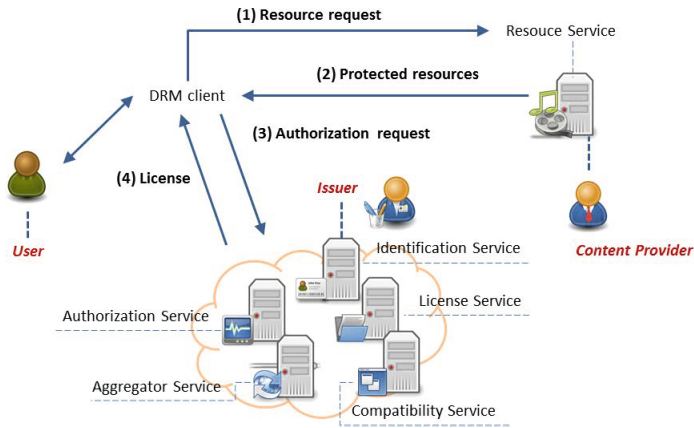 (1) Resource request
Resouce Service
(2) Protected resources
DRM client
(3) Authorization request
(4) License
Issuer
User
Identification Service
Content Provider
License Service
Authorization Service
Aggregator Service
Compatibility Service